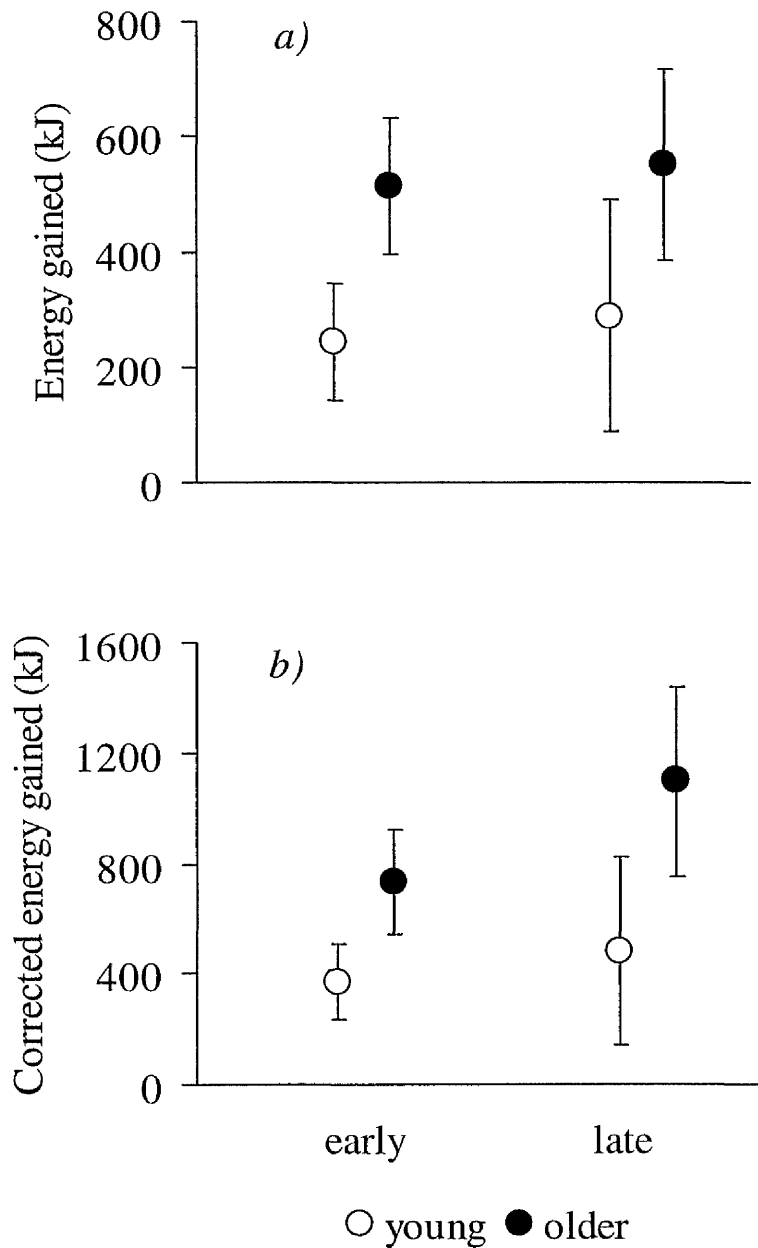 a)
Energy gained (kJ)
800
600
400
200
0
b)
Corrected energy gained (kJ)
1600
1200
800
400
0
early late
young older